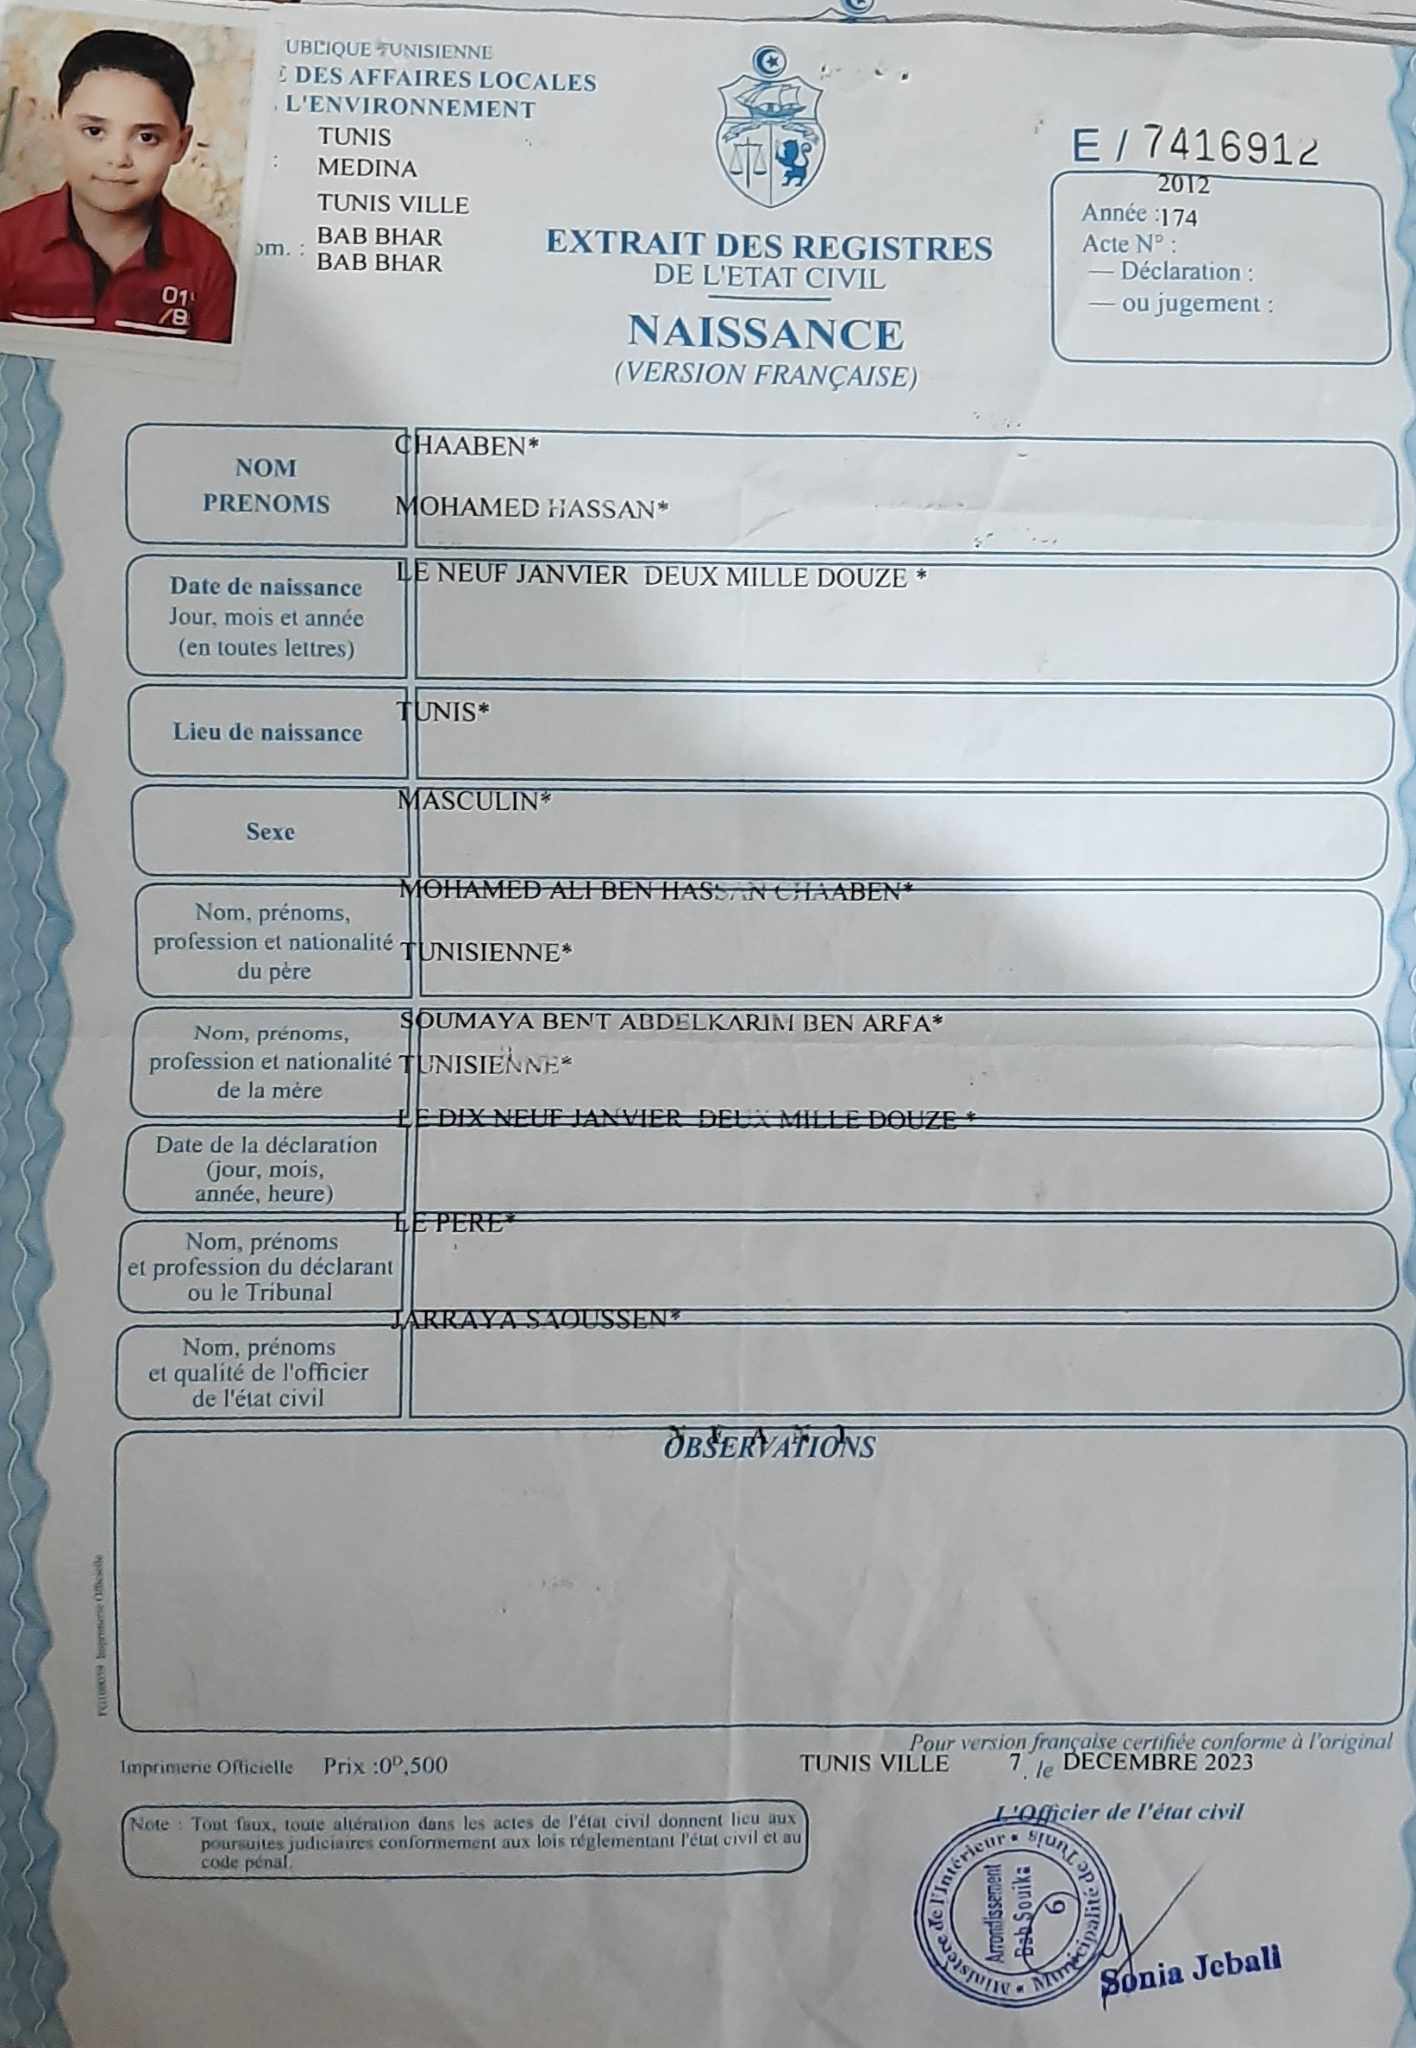 UBLIQUE TUNISIENNE
DES AFFAIRES LOCALES
L'ENVIRONNEMENT
TUNIS
: MEDINA
TUNIS VILLE
om. : BAB BHAR
BAB BHAR
EXTRAIT DES REGISTRES
DE L'ETAT CIVIL
NAISSANCE
(VERSION FRANÇAISE)
E / 7416912
2012
Année :174
Acte N° :
— Déclaration :
— ou jugement :
01
/8
NOM
PRENOMS
CHAABEN*
MOHAMED HASSAN*
Date de naissance
Jour, mois et année
(en toutes lettres)
LE NEUF JANVIER DEUX MILLE DOUZE *
Lieu de naissance
TUNIS*
Sexe
MASCULIN*
Nom, prénoms,
profession et nationalité
du père
MOHAMED ALI BEN HASSAN CHAABEN*
TUNISIENNE*
Nom, prénoms,
profession et nationalité
de la mère
SOUMAYA BENT ABDELKARIM BEN ARFA*
TUNISIENNE*
Date de la déclaration
(jour, mois,
année, heure)
LE DIX NEUF JANVIER DEUX MILLE DOUZE *
Nom, prénoms
et profession du déclarant
ou le Tribunal
LE PERE*
Nom, prénoms
et qualité de l'officier
de l'état civil
JARRAYA SAOUSSEN*
OBSERVATIONS
Imprimerie Officielle
Pour version française certifiée conforme à l'original
Imprimerie Officielle Prix :0ᴰ,500
TUNIS VILLE 7, le DECEMBRE 2023
L'Officier de l'état civil
Note : Tout faux, toute altération dans les actes de l'état civil donnent lieu aux
poursuites judiciaires conformement aux lois réglementant l'état civil et au
code pénal.
Ministère de l'Intérieur • Municipalité de Tunis
Arrondissement
Bab Souika
6
Sonia Jebali